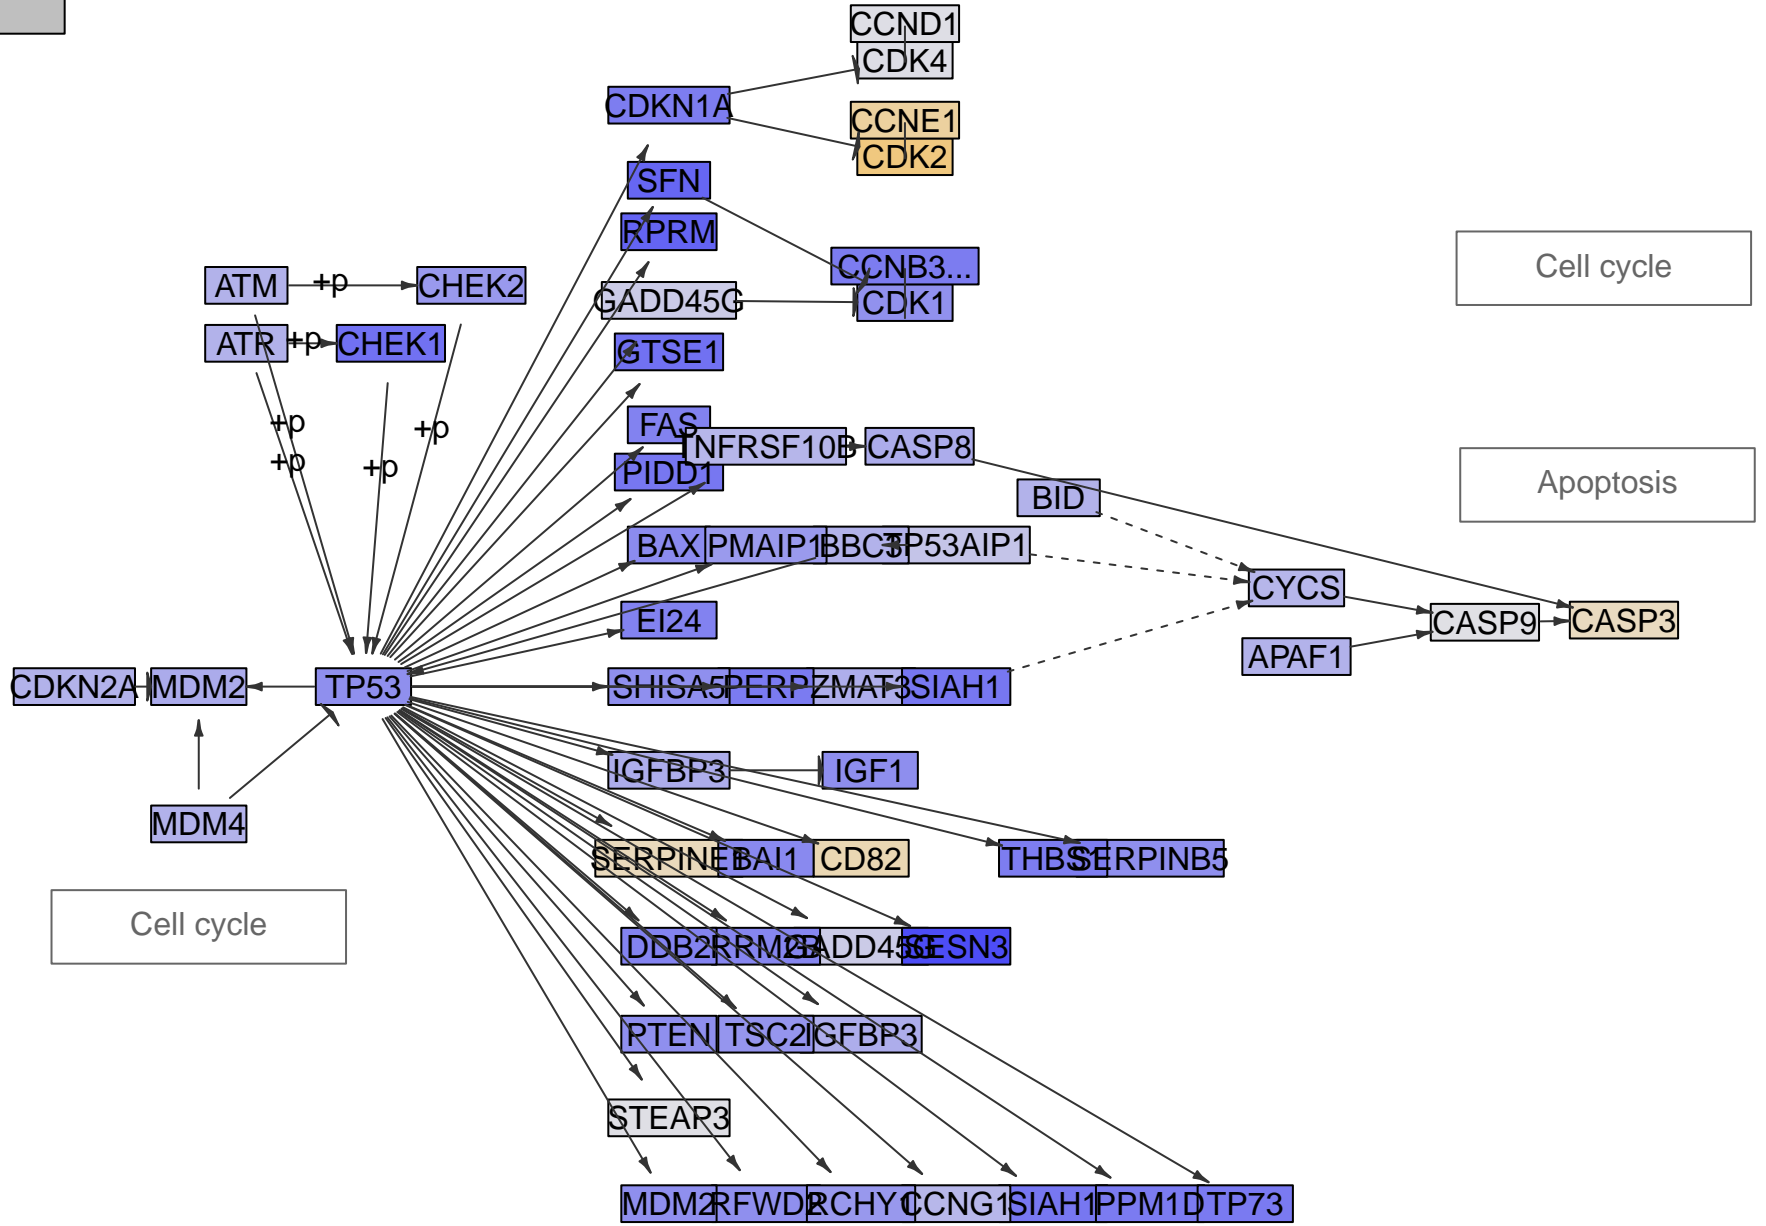 CCND1
CDK4
CDKN1A
CCNE1
CDK2
SFN
RPRM
Cell cycle
CCNB3...
ATM
+p
CHEK2
GADD45G
CDK1
ATR
+p
CHEK1
GTSE1
FAS
+p
+p
TNFRSF10B
CASP8
+p
+p
PIDD1
Apoptosis
BID
BAX
PMAIP1
BBC3
TP53AIP1
CYCS
EI24
CASP9
CASP3
APAF1
CDKN2A
MDM2
TP53
SHISA5
PERP
ZMAT3
SIAH1
IGFBP3
IGF1
MDM4
SERPINE1
BAI1
CD82
THBS1
SERPINB5
Cell cycle
DDB2
RRM2B
GADD45G
SESN3
PTEN
TSC2
IGFBP3
STEAP3
MDM2
RFWD2
RCHY1
CCNG1
SIAH1
PPM1D
TP73